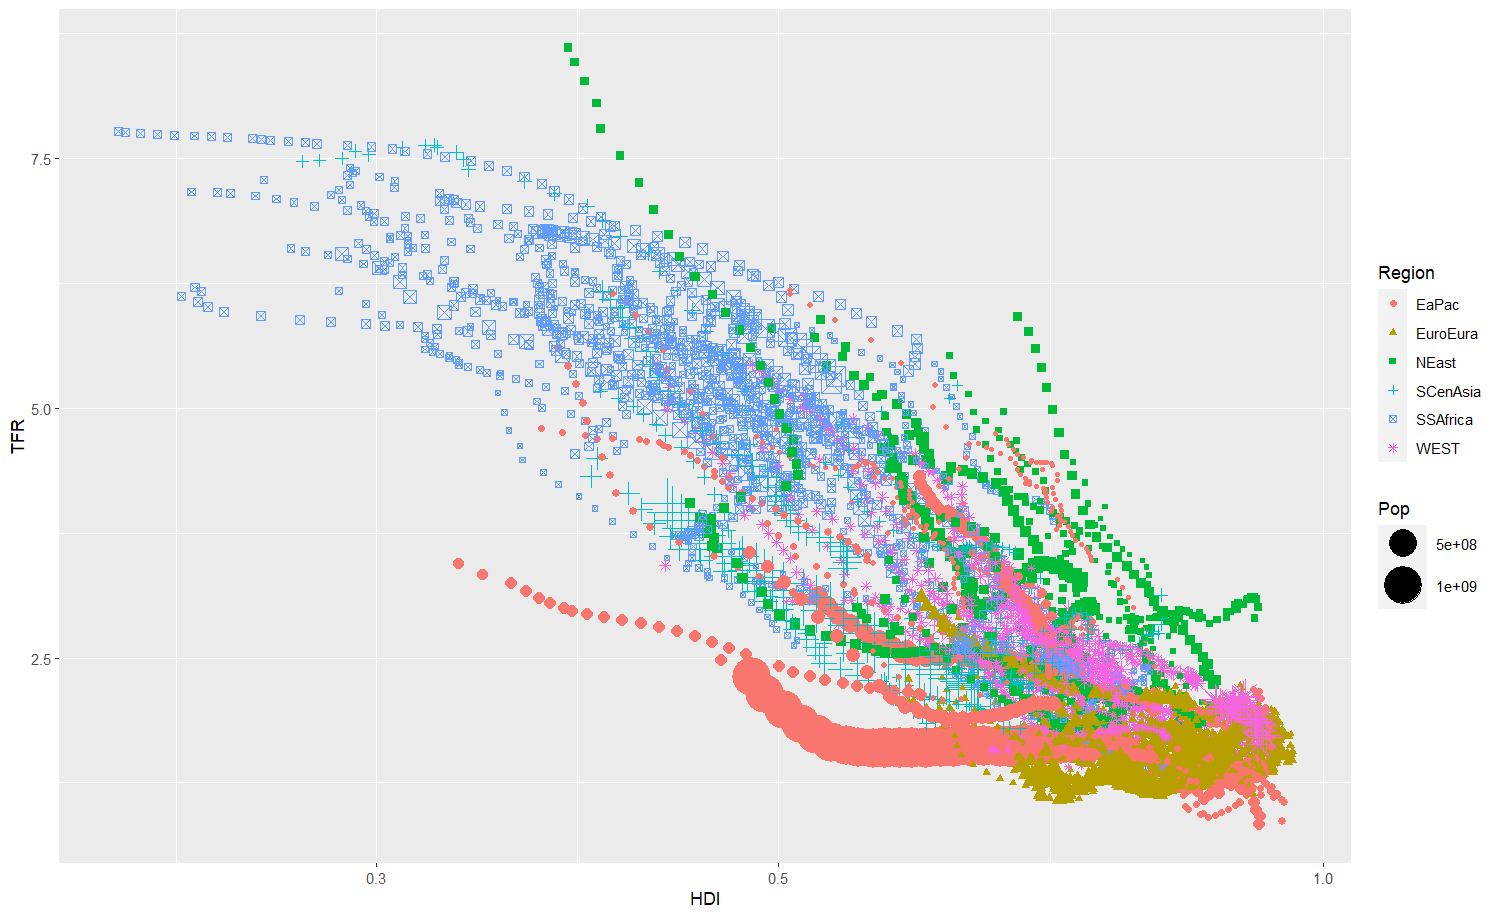 TFR
7.5
5.0
2.5
0.3
0.5
1.0
HDI
Region
EaPac
EuroEura
NEast
SCenAsia
SSAfrica
WEST
Pop
5e+08
1e+09